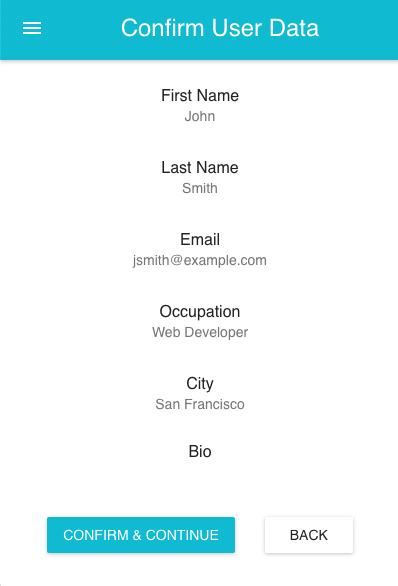 Confirm User Data
First Name
John
Last Name
Smith
Email
jsmith@example.com
Occupation
Web Developer
City
San Francisco
Bio
CONFIRM & CONTINUE
BACK